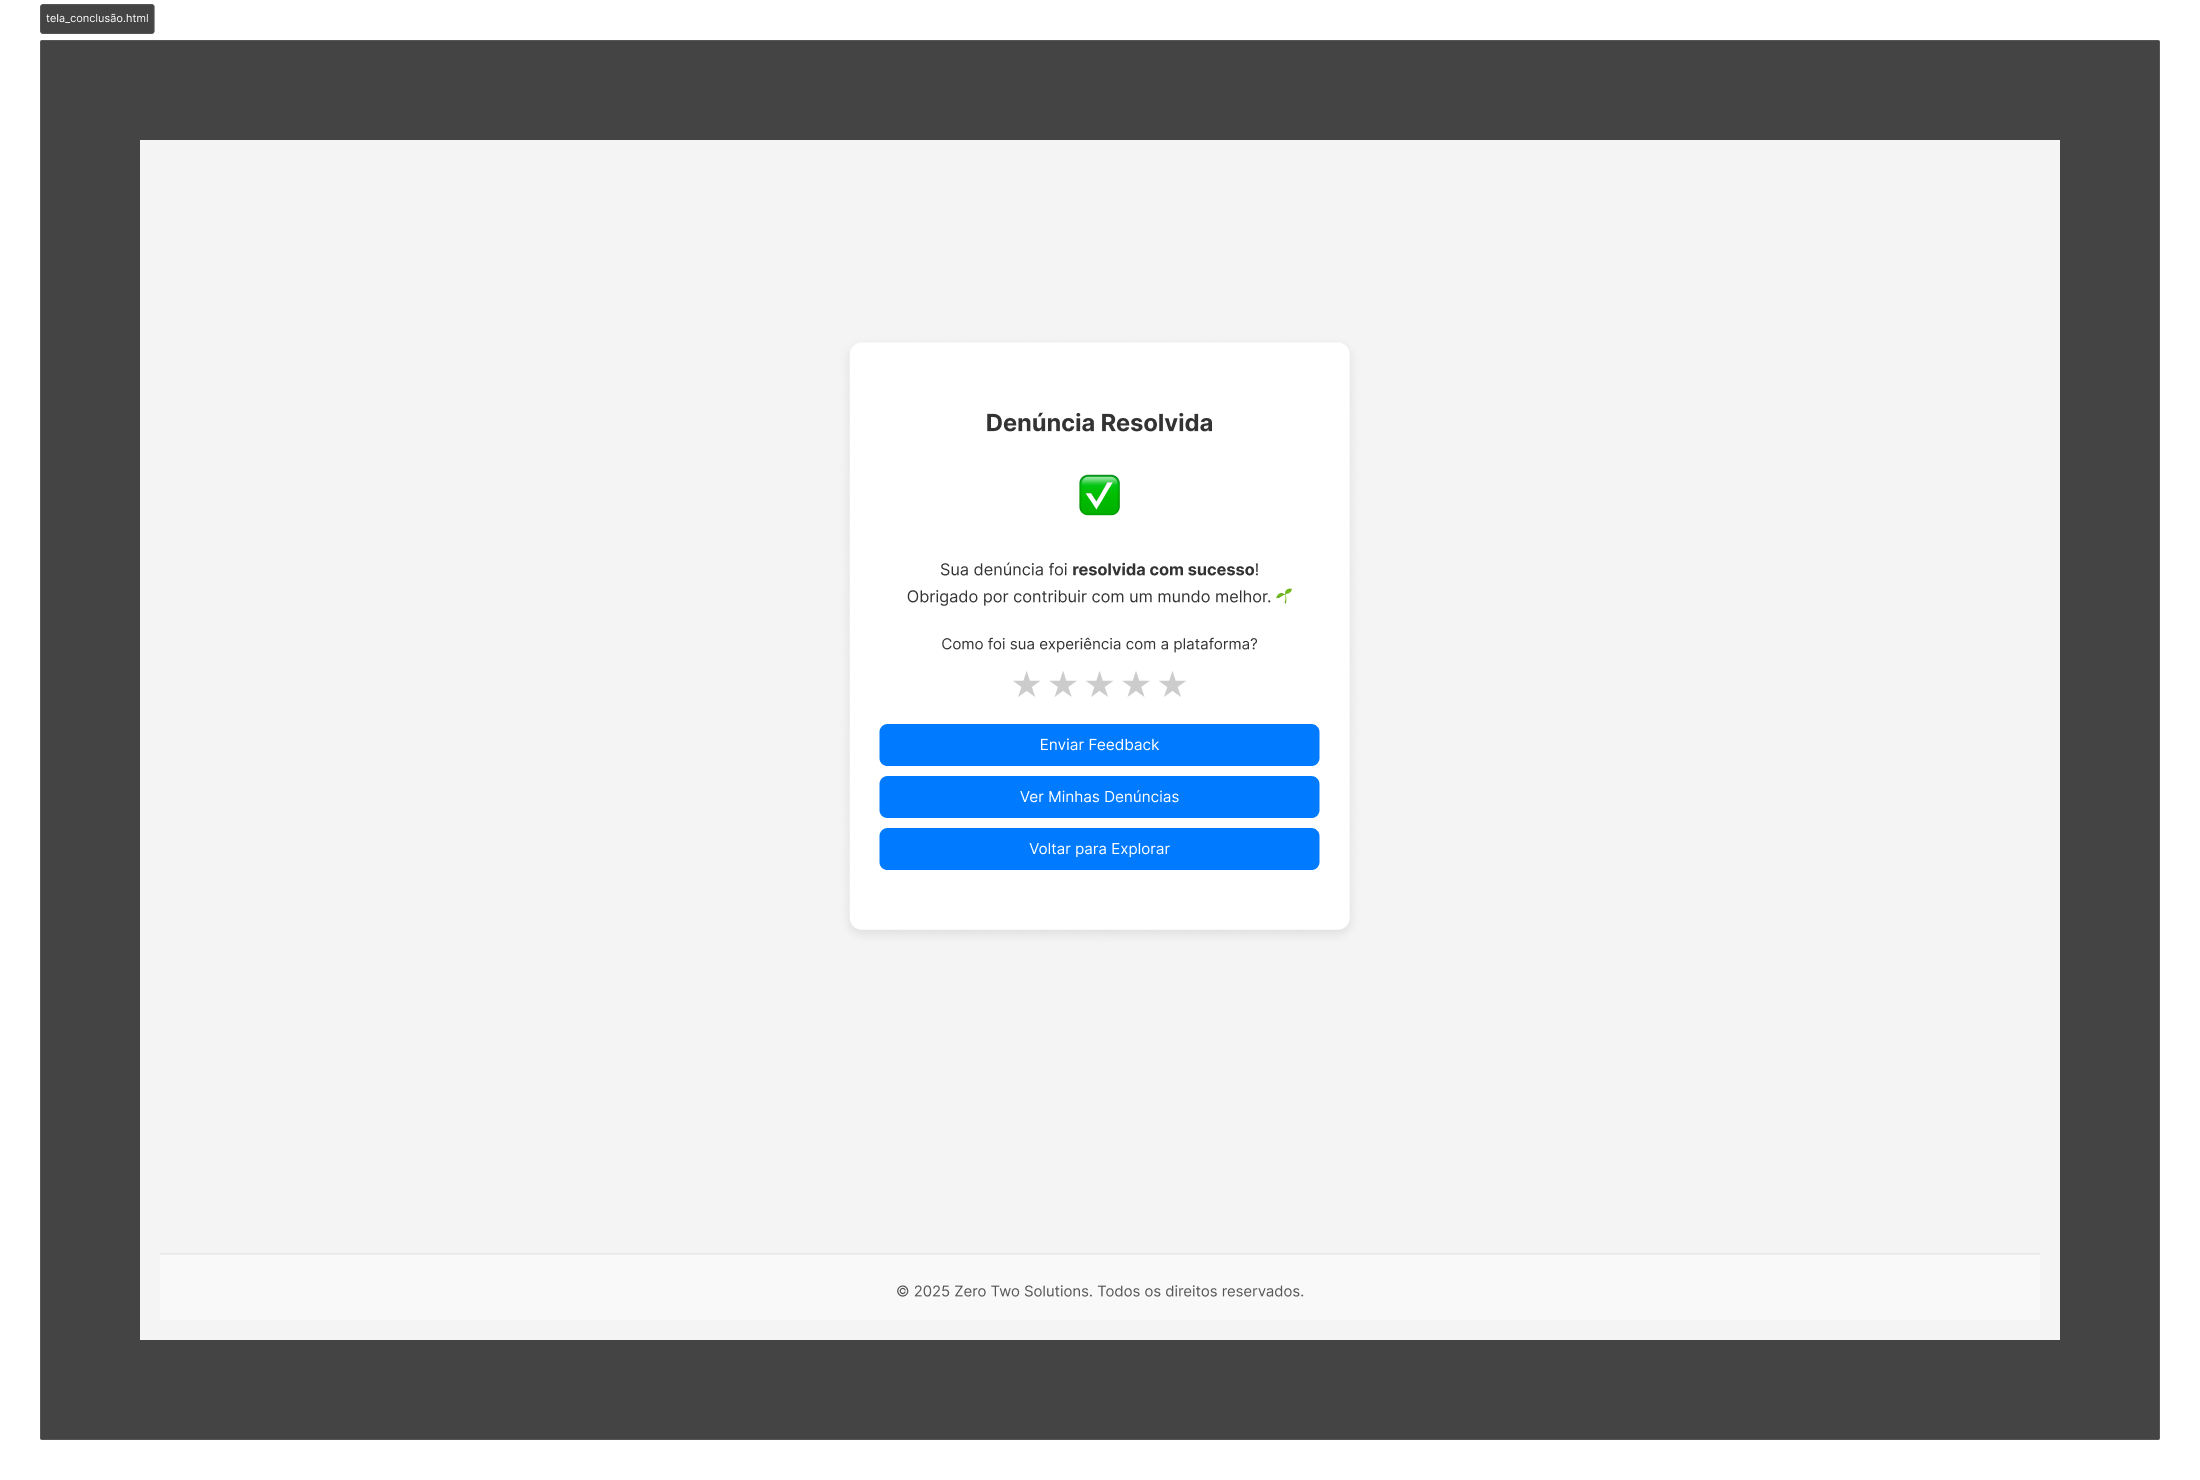 tela_conclusão.html
Denúncia Resolvida
Sua denúncia foi resolvida com sucesso!
Obrigado por contribuir com um mundo melhor. 🌱
Como foi sua experiência com a plataforma?
★ ★ ★ ★ ★
Enviar Feedback
Ver Minhas Denúncias
Voltar para Explorar
© 2025 Zero Two Solutions. Todos os direitos reservados.